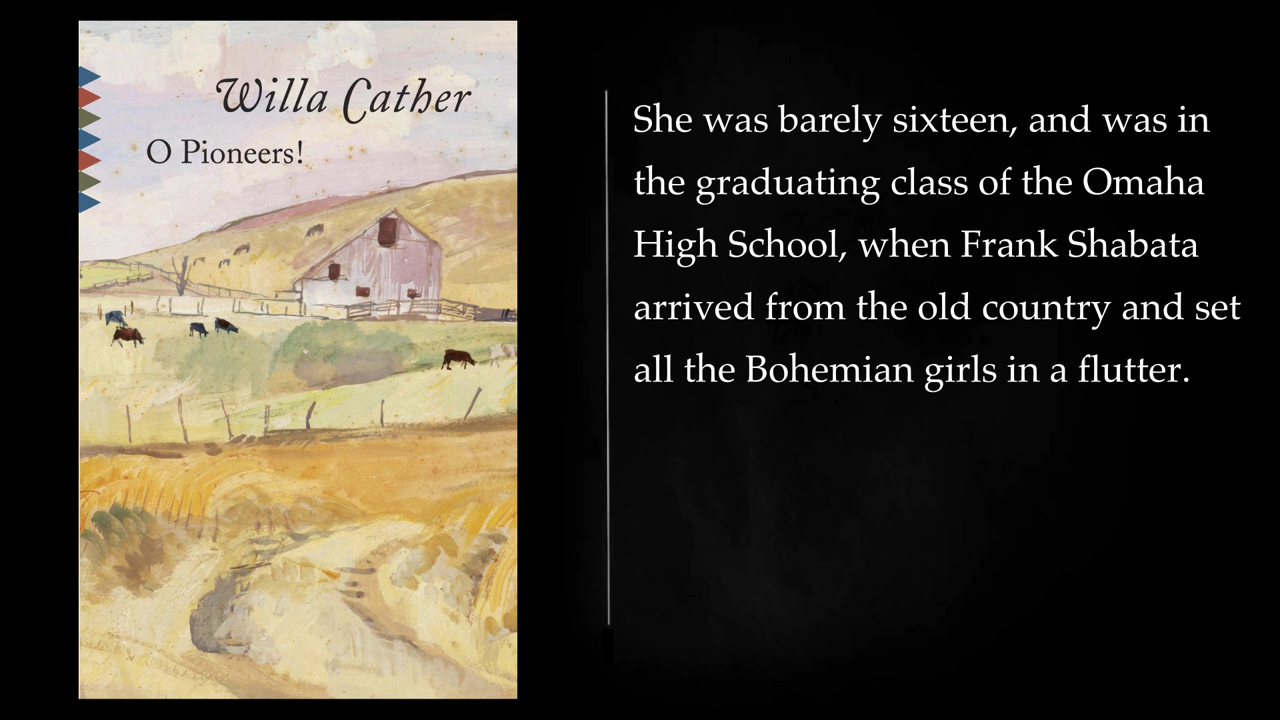 Willa Cather
O Pioneers!
She was barely sixteen, and was in
the graduating class of the Omaha
High School, when Frank Shabata
arrived from the old country and set
all the Bohemian girls in a flutter.